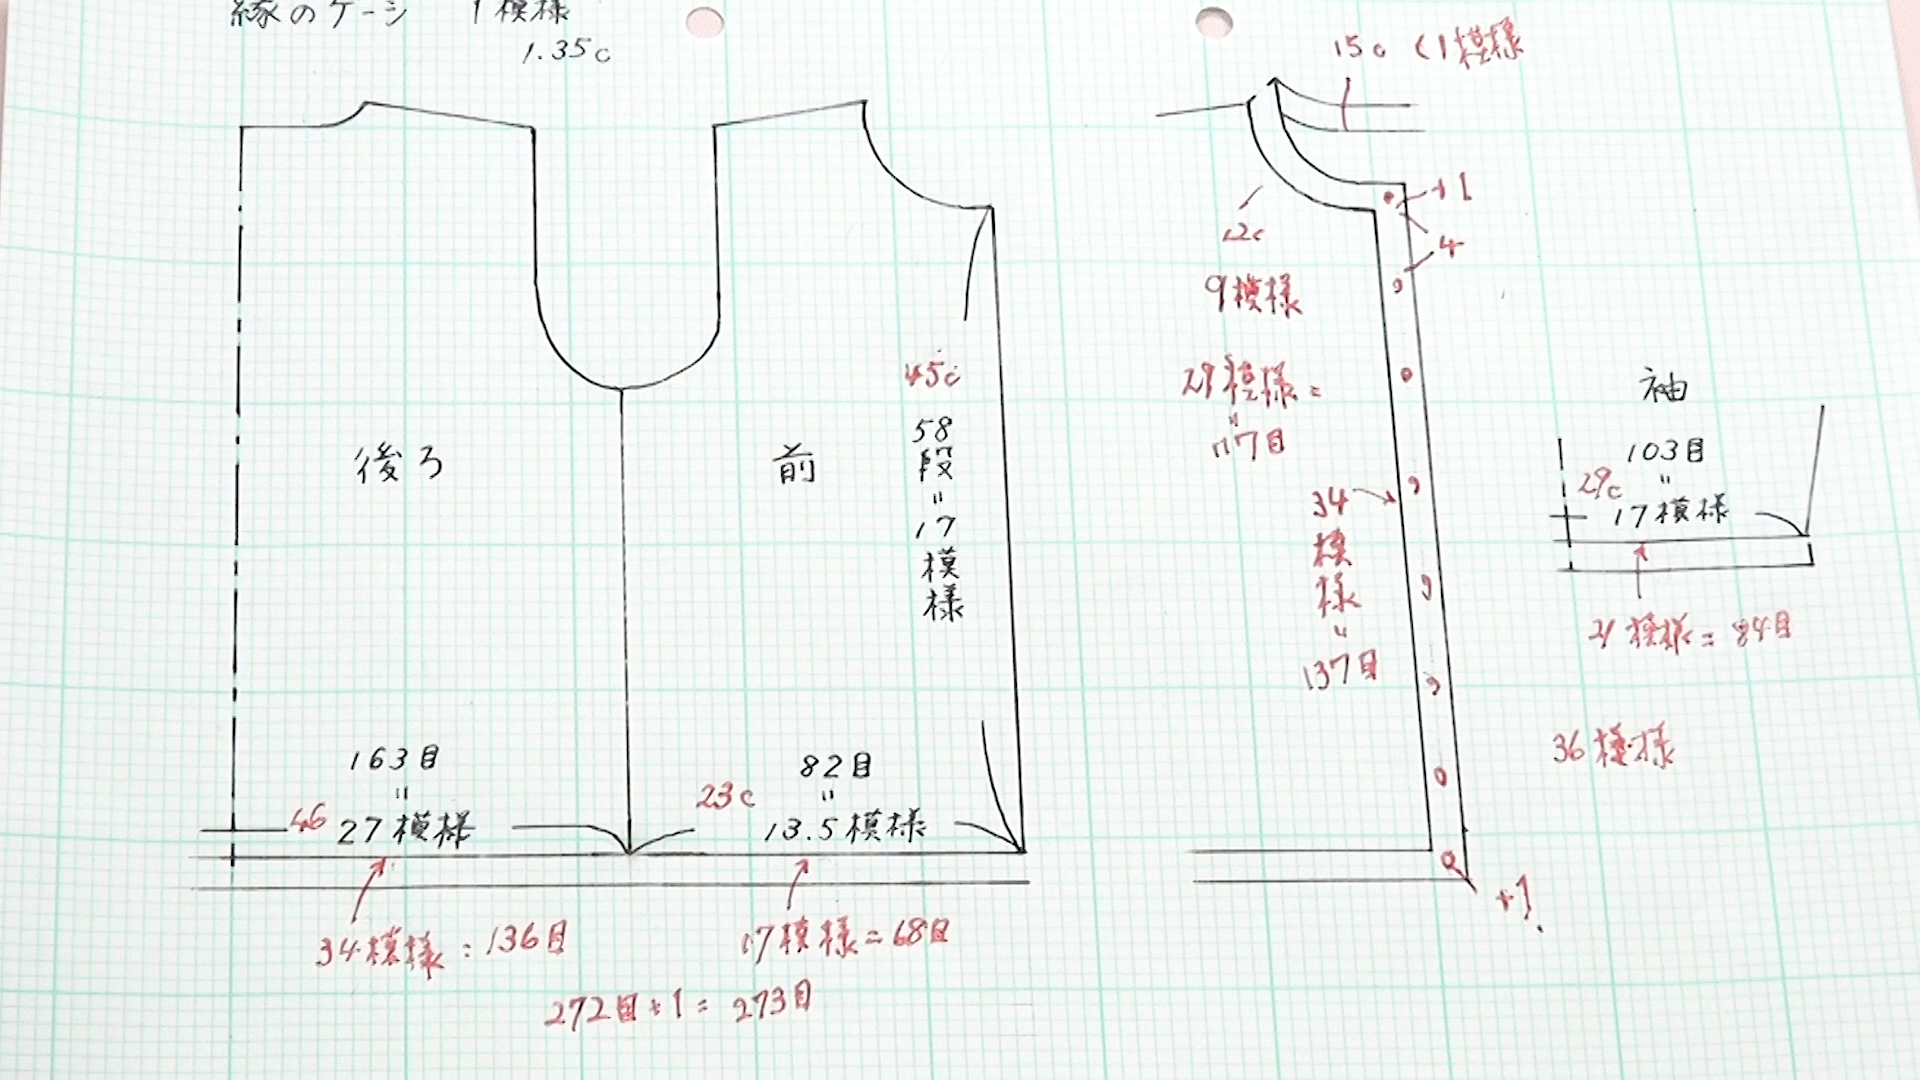 縁のゲージ 1模様
1.35c
後ろ
163目
〃
46 27模様
34模様=136目
前
45c
58段
〃
17模様
23c
82目
〃
13.5模様
17模様=68目
272目+1=273目
15c
1模様
+1
4
12c
9模様
29模様=
〃
117目
34模様
〃
137目
+1
袖
103目
29c 〃
17模様
21模様=84目
36模様